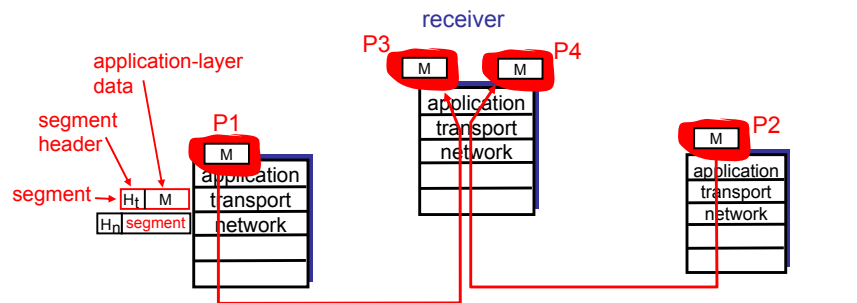 receiver
P3
M
M
P4
application
transport
network
application-layer
data
segment
header
P1
M
application
transport
network
segment
Ht
M
Hn
segment
P2
M
application
transport
network